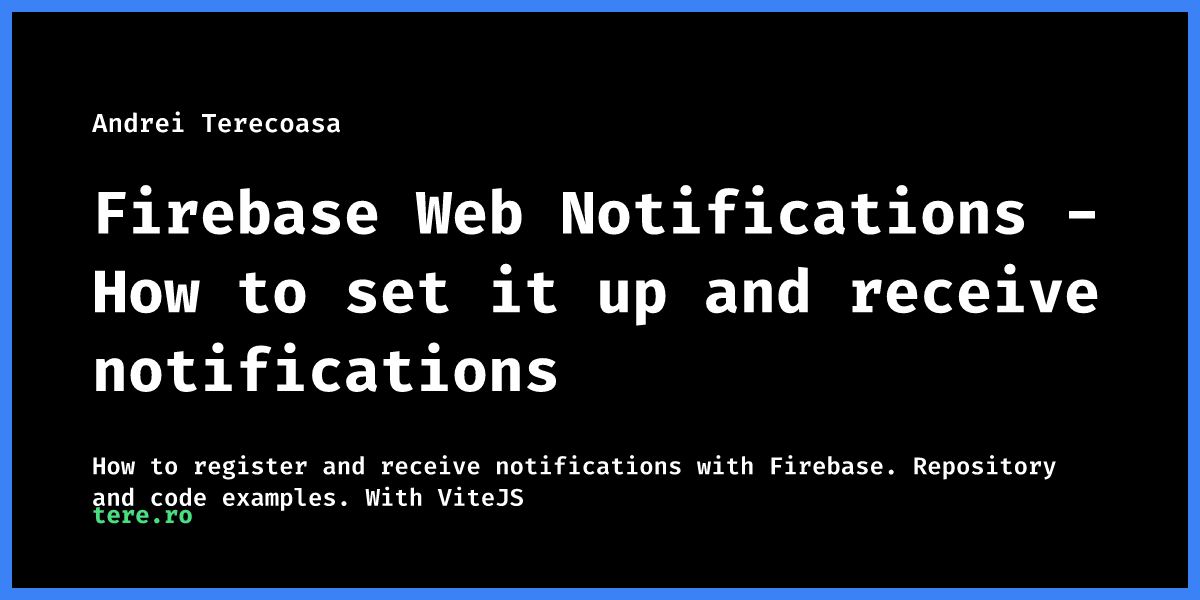 Andrei Terecoasa
Firebase Web Notifications –
How to set it up and receive
notifications
How to register and receive notifications with Firebase. Repository
and code examples. With ViteJS
tere.ro